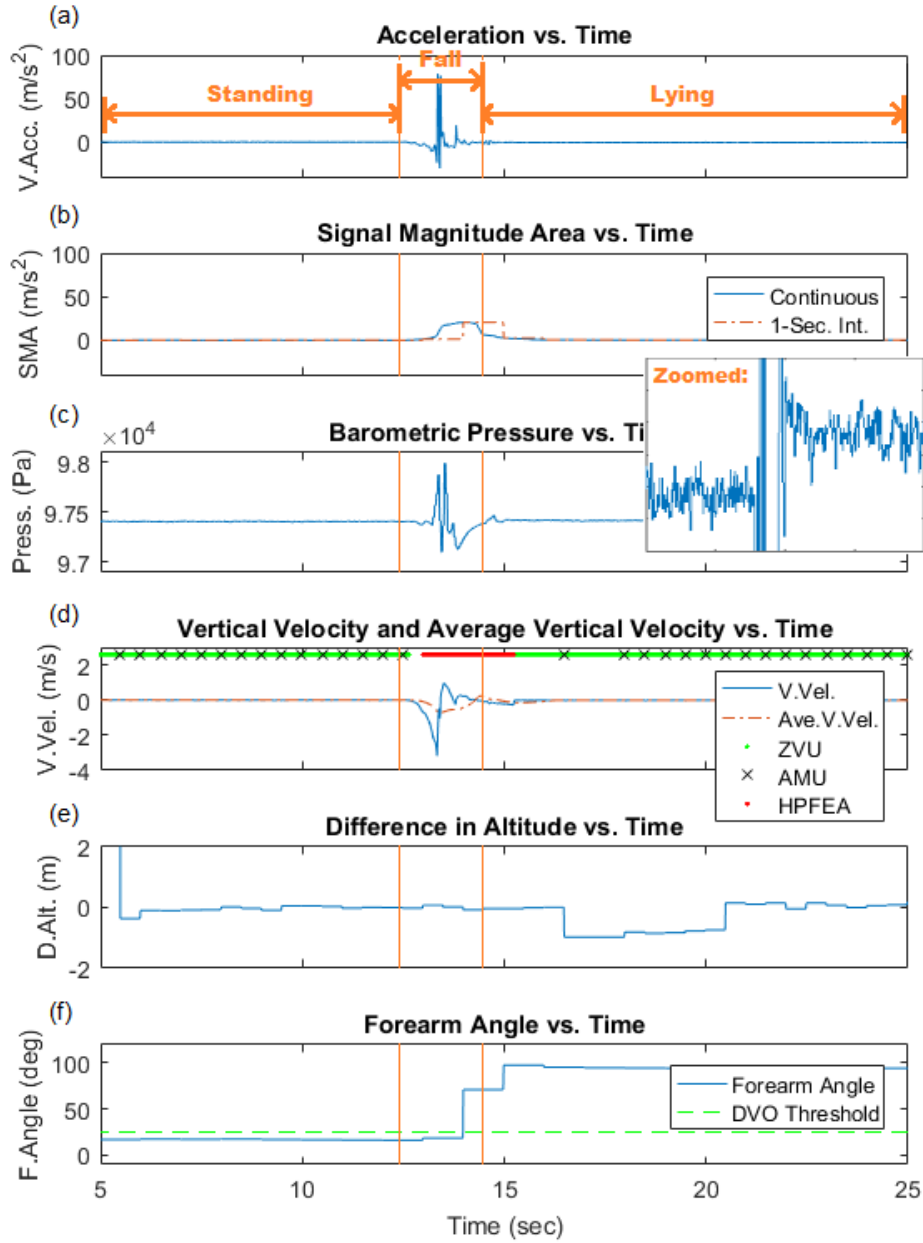 (a)
Acceleration vs. Time
V.Acc. (m/s²)
100
50
0
Standing
Fall
Lying
(b)
Signal Magnitude Area vs. Time
SMA (m/s²)
100
50
0
Continuous
1-Sec. Int.
Zoomed:
(c)
×10⁴
Barometric Pressure vs. Ti
Press. (Pa)
9.8
9.75
9.7
(d)
Vertical Velocity and Average Vertical Velocity vs. Time
V.Vel. (m/s)
2
0
-2
-4
V.Vel.
Ave.V.Vel.
ZVU
AMU
HPFEA
(e)
Difference in Altitude vs. Time
D.Alt. (m)
2
0
-2
(f)
Forearm Angle vs. Time
F.Angle (deg)
100
50
0
Forearm Angle
DVO Threshold
5
10
15
20
25
Time (sec)